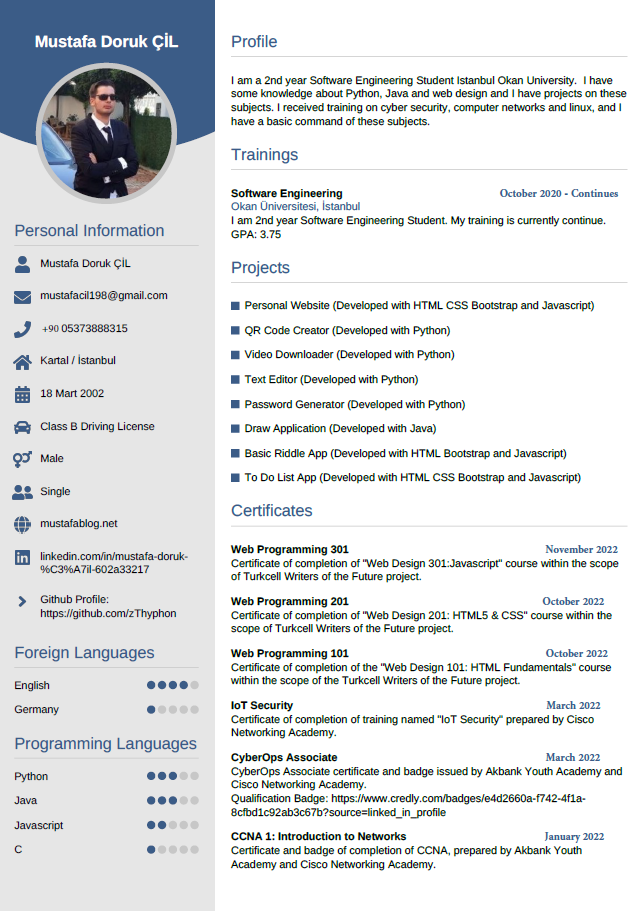 Mustafa Doruk ÇİL
Personal Information
Mustafa Doruk ÇİL
mustafacil198@gmail.com
+90 05373888315
Kartal / İstanbul
18 Mart 2002
Class B Driving License
Male
Single
mustafablog.net
linkedin.com/in/mustafa-doruk-
%C3%A7il-602a33217
Github Profile:
https://github.com/zThyphon
Foreign Languages
English
Germany
Programming Languages
Python
Java
Javascript
C
Profile
I am a 2nd year Software Engineering Student Istanbul Okan University. I have
some knowledge about Python, Java and web design and I have projects on these
subjects. I received training on cyber security, computer networks and linux, and I
have a basic command of these subjects.
Trainings
Software Engineering October 2020 - Continues
Okan Üniversitesi, İstanbul
I am 2nd year Software Engineering Student. My training is currently continue.
GPA: 3.75
Projects
Personal Website (Developed with HTML CSS Bootstrap and Javascript)
QR Code Creator (Developed with Python)
Video Downloader (Developed with Python)
Text Editor (Developed with Python)
Password Generator (Developed with Python)
Draw Application (Developed with Java)
Basic Riddle App (Developed with HTML Bootstrap and Javascript)
To Do List App (Developed with HTML CSS Bootstrap and Javascript)
Certificates
Web Programming 301 November 2022
Certificate of completion of "Web Design 301:Javascript" course within the scope
of Turkcell Writers of the Future project.
Web Programming 201 October 2022
Certificate of completion of "Web Design 201: HTML5 & CSS" course within the
scope of Turkcell Writers of the Future project.
Web Programming 101 October 2022
Certificate of completion of the "Web Design 101: HTML Fundamentals" course
within the scope of the Turkcell Writers of the Future project.
IoT Security March 2022
Certificate of completion of training named "IoT Security" prepared by Cisco
Networking Academy.
CyberOps Associate March 2022
CyberOps Associate certificate and badge issued by Akbank Youth Academy and
Cisco Networking Academy.
Qualification Badge: https://www.credly.com/badges/e4d2660a-f742-4f1a-
8cfbd1c92ab3c67b?source=linked_in_profile
CCNA 1: Introduction to Networks January 2022
Certificate and badge of completion of CCNA, prepared by Akbank Youth
Academy and Cisco Networking Academy.